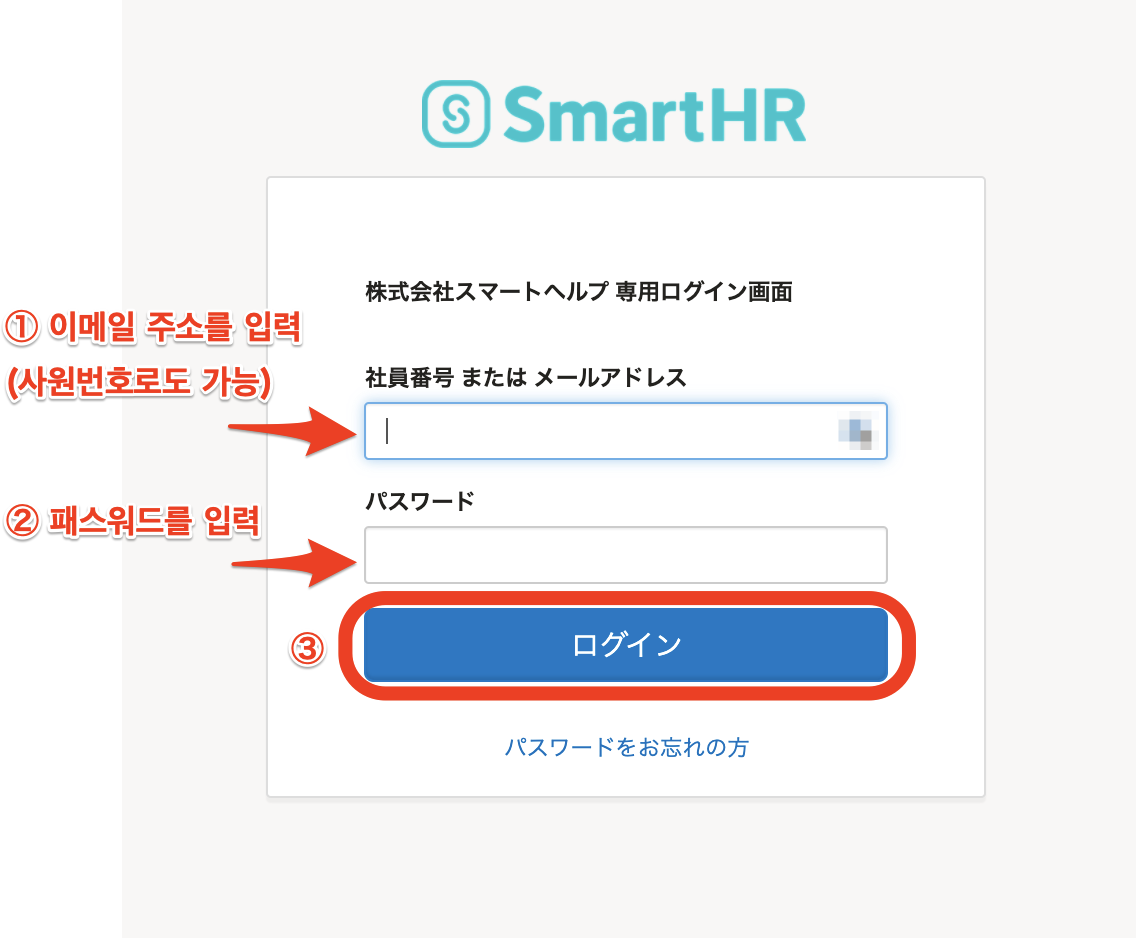 SmartHR
株式会社スマートヘルプ 専用ログイン画面
① 이메일 주소를 입력
(사원번호로도 가능)
社員番号 または メールアドレス
パスワード
② 패스워드를 입력
③
ログイン
パスワードをお忘れの方